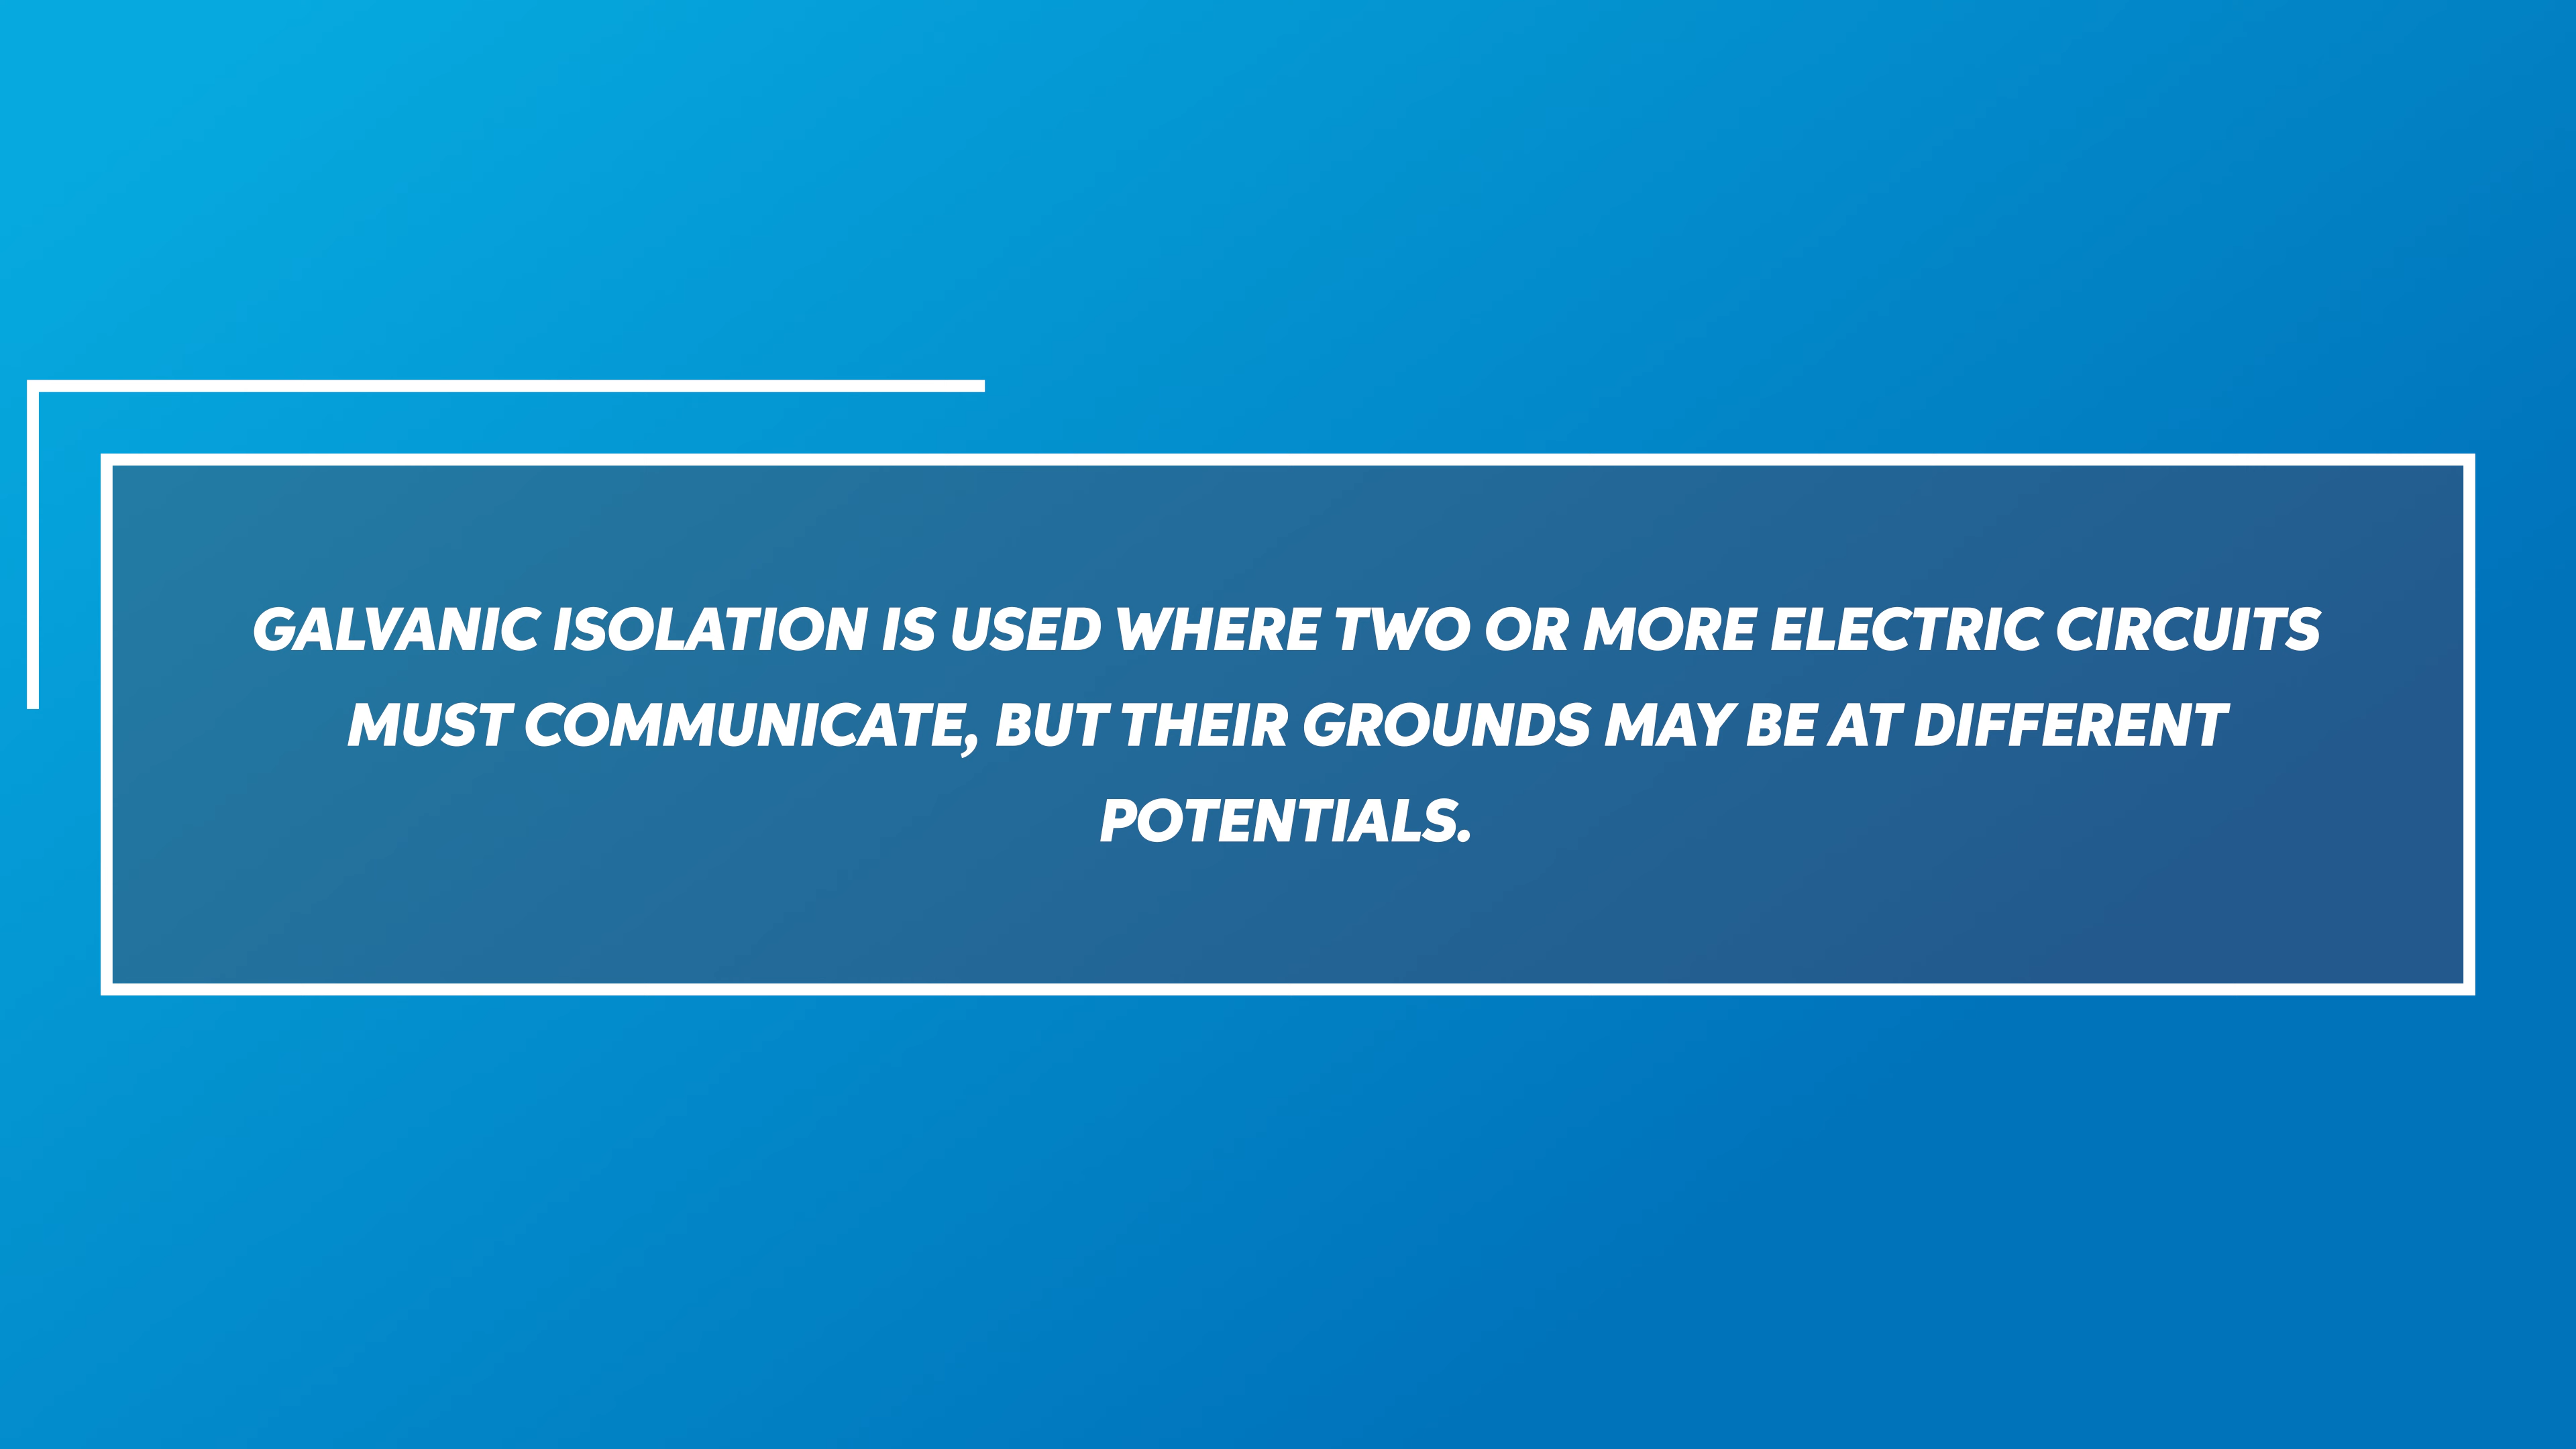 GALVANIC ISOLATION IS USED WHERE TWO OR MORE ELECTRIC CIRCUITS
MUST COMMUNICATE, BUT THEIR GROUNDS MAY BE AT DIFFERENT
POTENTIALS.